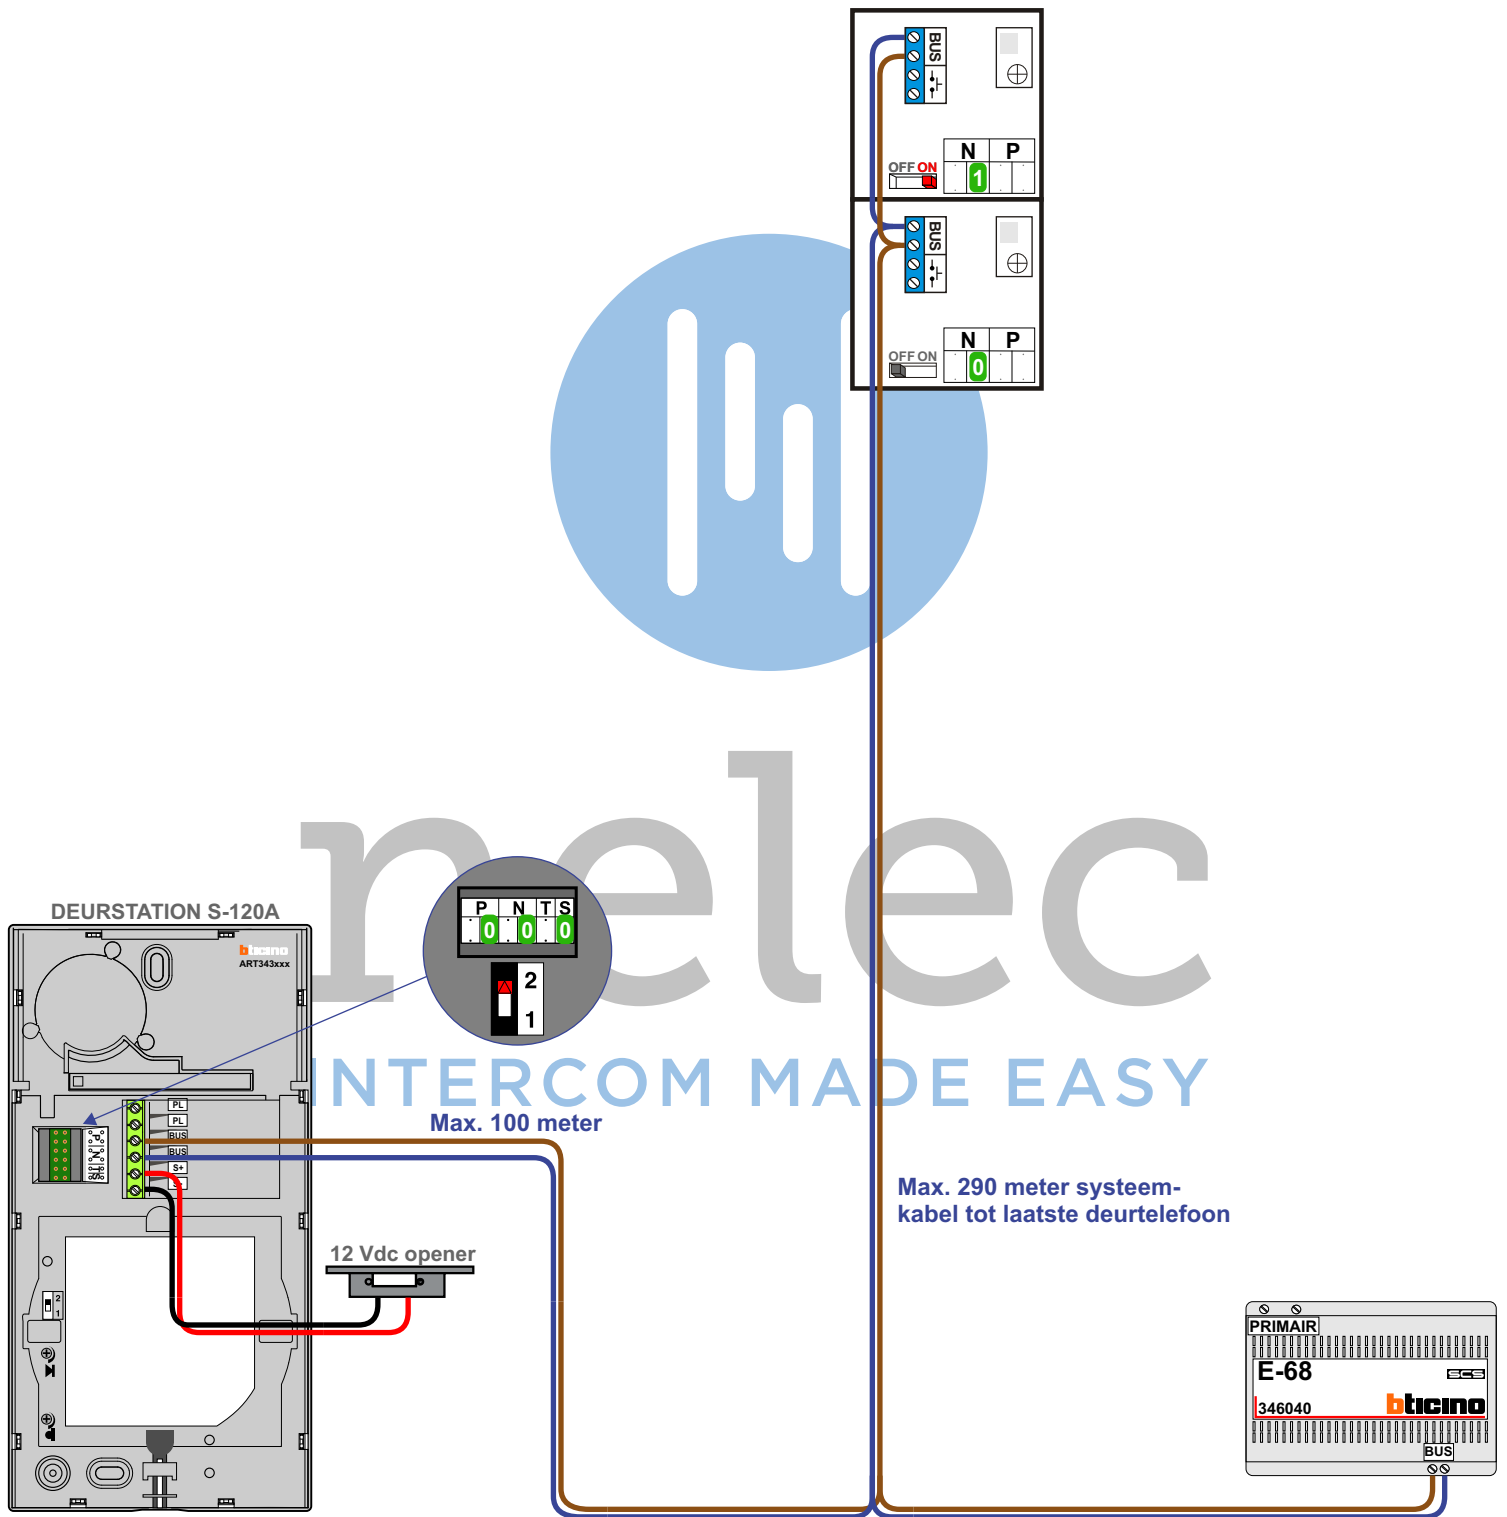 BUS
OFF ON
N P
1
BUS
OFF ON
N P
0
nelec
INTERCOM MADE EASY
DEURSTATION S-120A
bticino
ART343xxx
P N T S
0 0 0
2
1
PL
PL
BUS
BUS
S+
P N T S
Max. 100 meter
Max. 290 meter systeem-
kabel tot laatste deurtelefoon
12 Vdc opener
2
1
PRIMAIR
E-68
SCS
346040
bticino
BUS